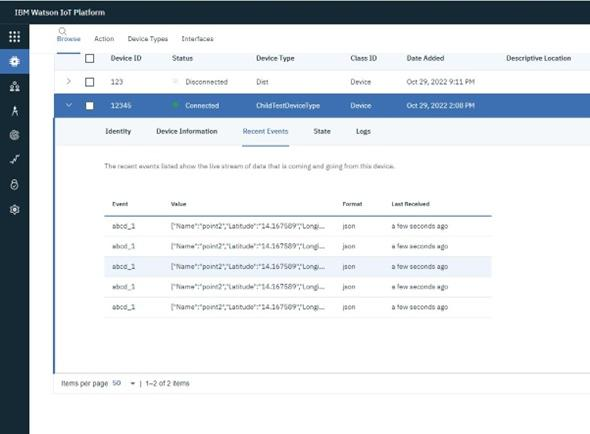 IBM Watson IoT Platform
Browse Action Device Types Interfaces
Device ID Status Device Type Class ID Date Added Descriptive Location
123 Disconnected Dist Device Oct 29, 2022 9:11 PM
12345 Connected ChildTestDeviceType Device Oct 29, 2022 2:08 PM
Identity Device Information Recent Events State Logs
The recent events listed show the live stream of data that is coming and going from this device.
Event Value Format Last Received
abcd_1 {"Name":"point2","Latitude":"14.167589","Longi... json a few seconds ago
abcd_1 {"Name":"point2","Latitude":"14.167589","Longi... json a few seconds ago
abcd_1 {"Name":"point2","Latitude":"14.167589","Longi... json a few seconds ago
abcd_1 {"Name":"point2","Latitude":"14.167589","Longi... json a few seconds ago
abcd_1 {"Name":"point2","Latitude":"14.167589","Longi... json a few seconds ago
Items per page 50 | 1–2 of 2 items